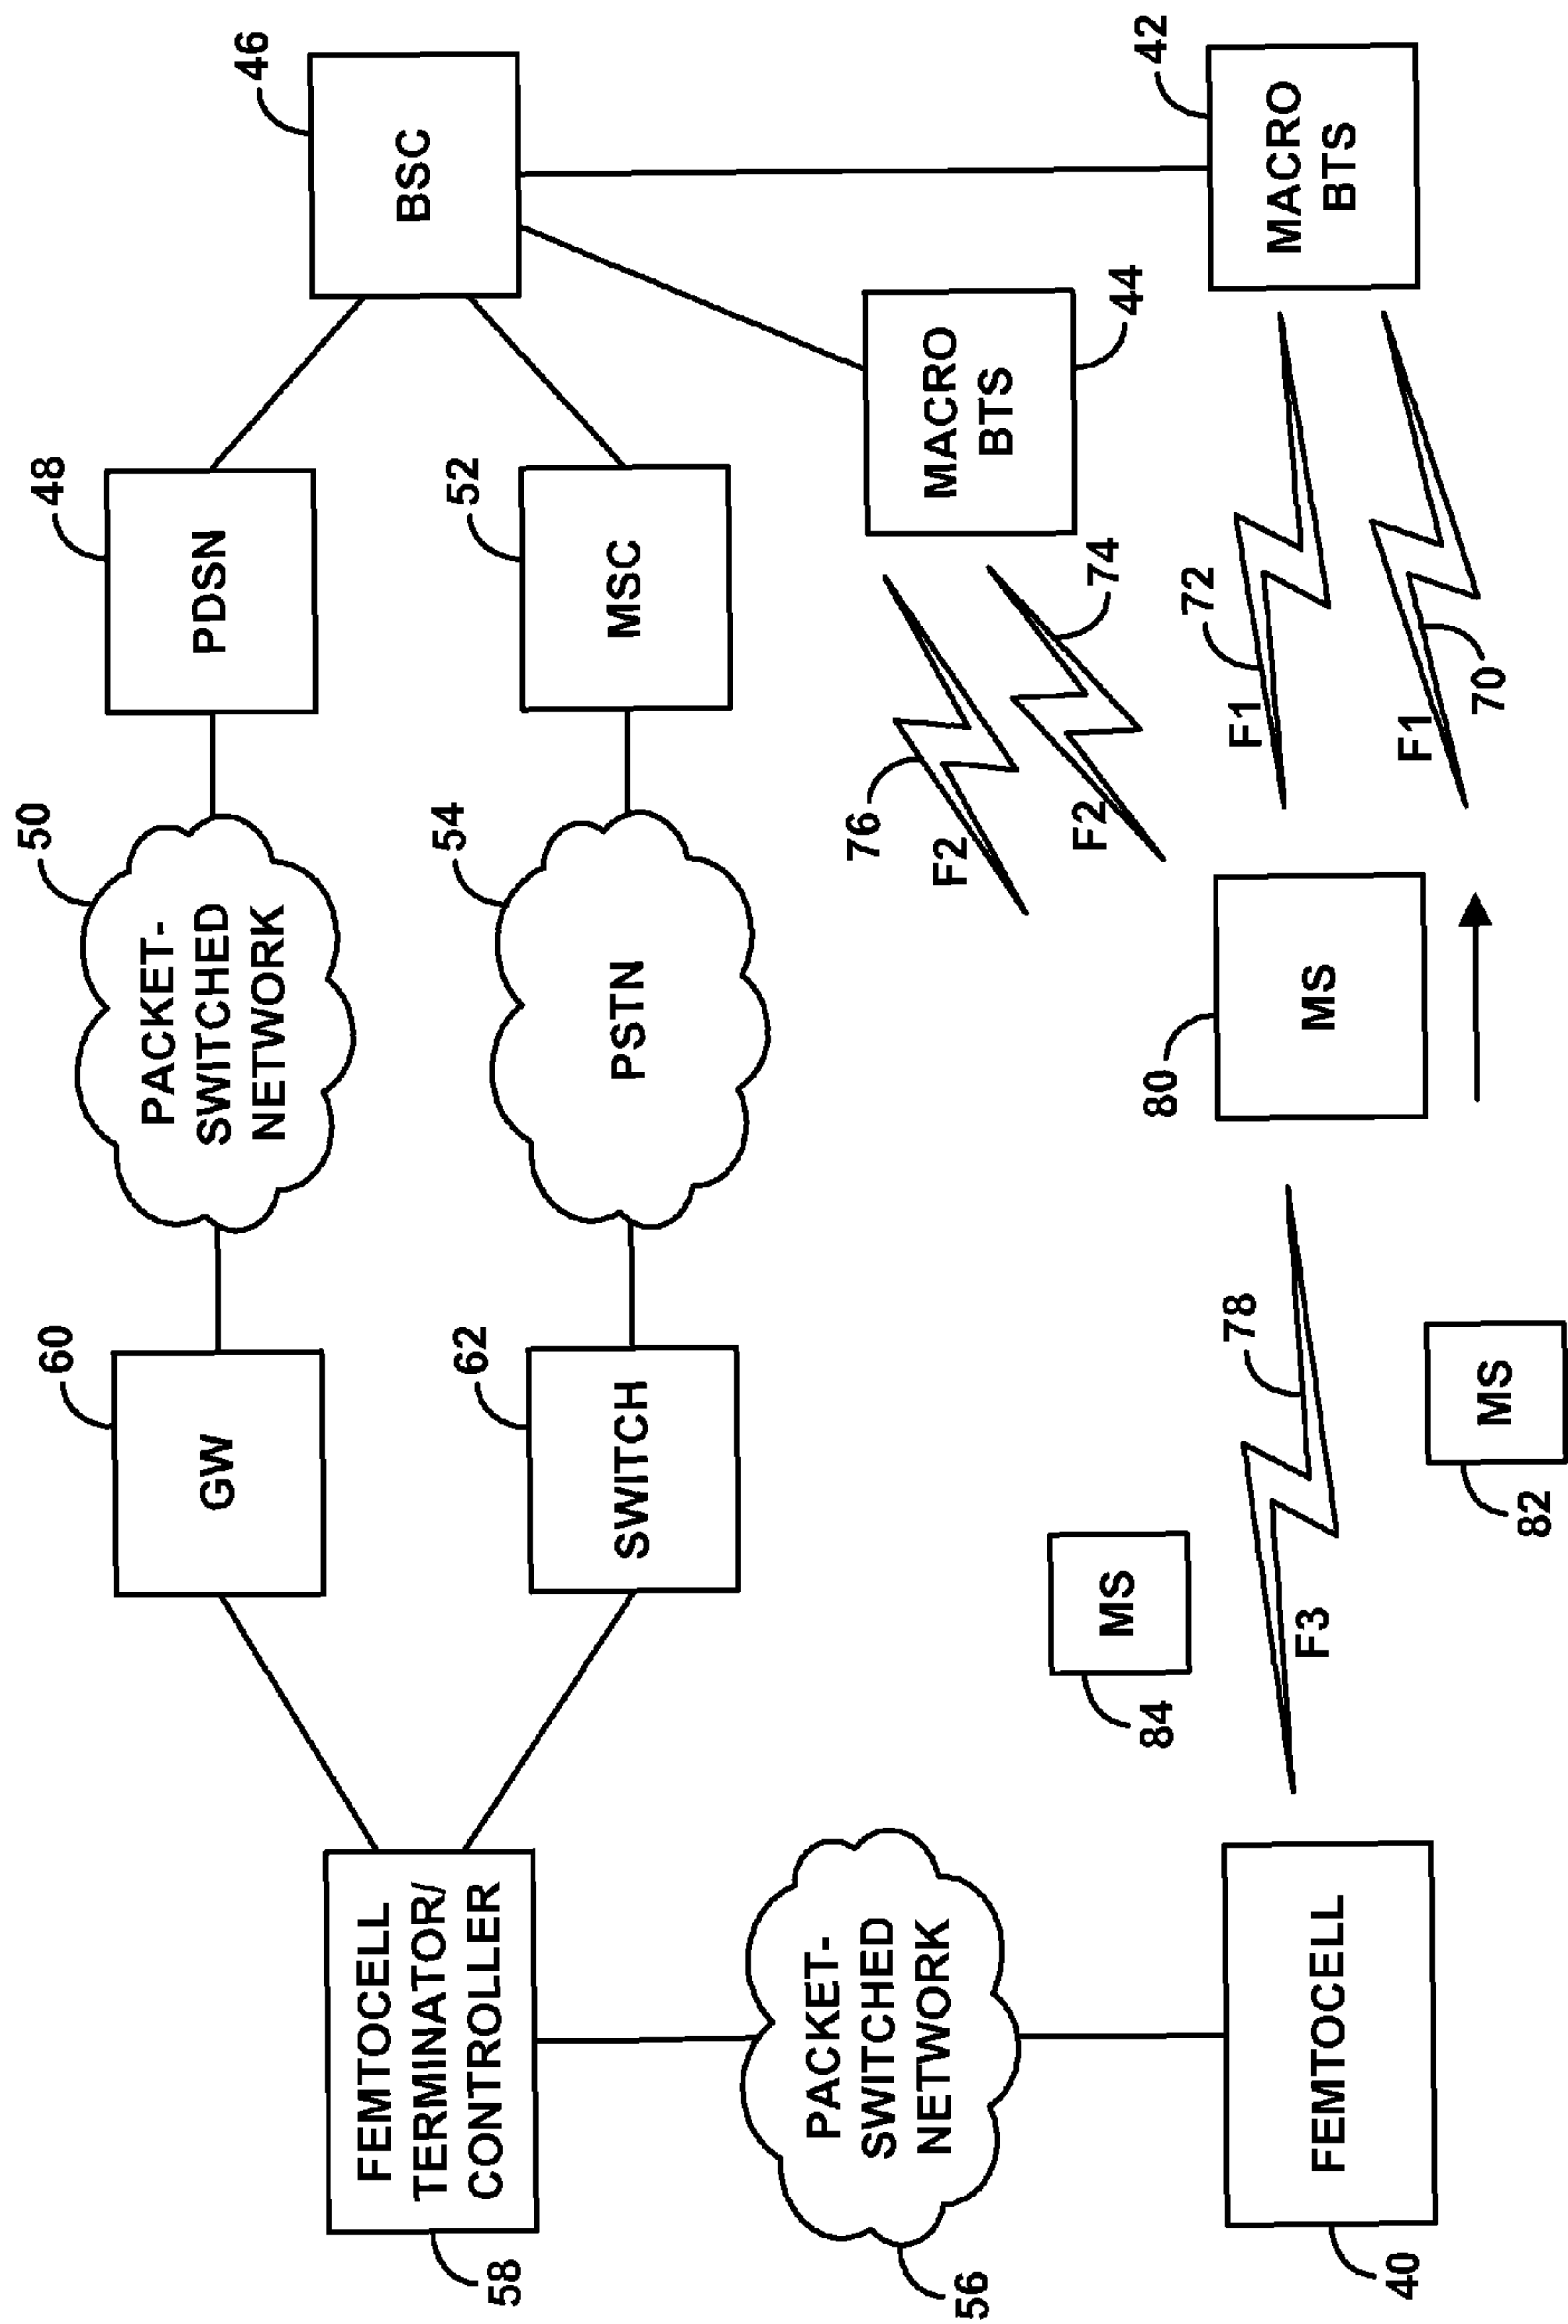 58
FEMTOCELL
TERMINATOR/
CONTROLLER
60
GW
50
PACKET-
SWITCHED
NETWORK
48
PDSN
46
BSC
62
SWITCH
54
PSTN
52
MSC
56
PACKET-
SWITCHED
NETWORK
76
F2
F2
74
MACRO
BTS
44
40
FEMTOCELL
84
MS
F3
78
82
MS
80
MS
72
F1
F1
70
MACRO
BTS
42